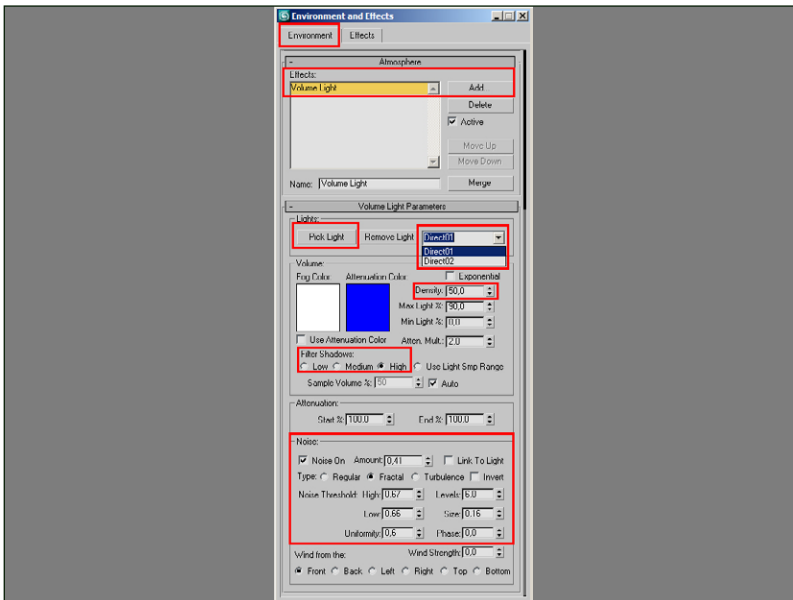 Environment and Effects
Environment Effects
- Atmosphere
Effects:
Volume Light Add...
Delete
Active
Move Up
Move Down
Name: Volume Light Merge
- Volume Light Parameters
Lights:
Pick Light Remove Light Direct01
Direct01
Direct02
Volume:
Fog Color: Attenuation Color: Exponential
Density: 50,0
Max Light %: 90,0
Min Light %: 0,0
Use Attenuation Color Atten. Mult.: 2,0
Filter Shadows:
Low Medium High Use Light Smp Range
Sample Volume %: 50 Auto
Attenuation:
Start %: 100,0 End %: 100,0
Noise:
Noise On Amount: 0,41 Link To Light
Type: Regular Fractal Turbulence Invert
Noise Threshold: High: 0,67 Levels: 6,0
Low: 0,66 Size: 0,16
Uniformity: 0,6 Phase: 0,0
Wind from the: Wind Strength: 0,0
Front Back Left Right Top Bottom